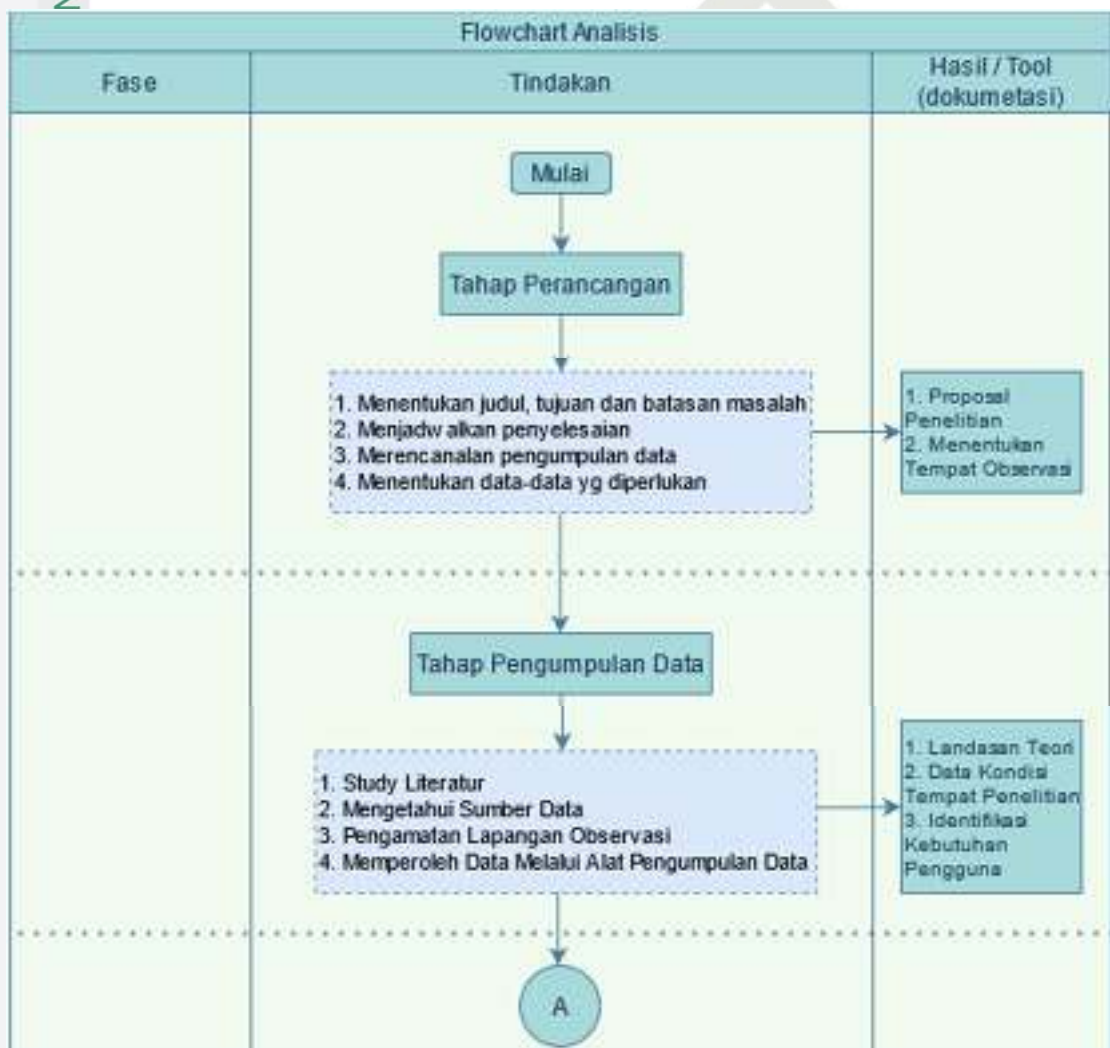 Flowchart Analisis
Fase
Tindakan
Hasil / Tool
(dokumetasi)
Mulai
Tahap Perancangan
1. Menentukan judul, tujuan dan batasan masalah
2. Menjadwalkan penyelesaian
3. Merencanalan pengumpulan data
4. Menentukan data-data yg diperlukan
1. Proposal
Penelitian
2. Menentukan
Tempat Observasi
Tahap Pengumpulan Data
1. Study Literatur
2. Mengetahui Sumber Data
3. Pengamatan Lapangan Observasi
4. Memperoleh Data Melalui Alat Pengumpulan Data
1. Landasan Teori
2. Data Kondisi
Tempat Penelitian
3. Identifikasi
Kebutuhan
Pengguna
A